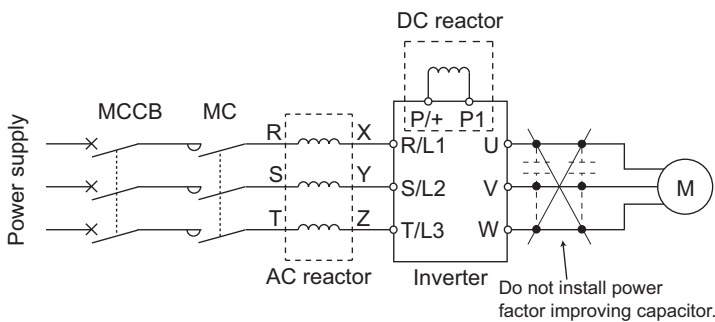 DC reactor
MCCB
MC
P/+
P1
R
X
R/L1
U
Power supply
S
Y
S/L2
V
M
T
Z
T/L3
W
AC reactor
Inverter
Do not install power
factor improving capacitor.